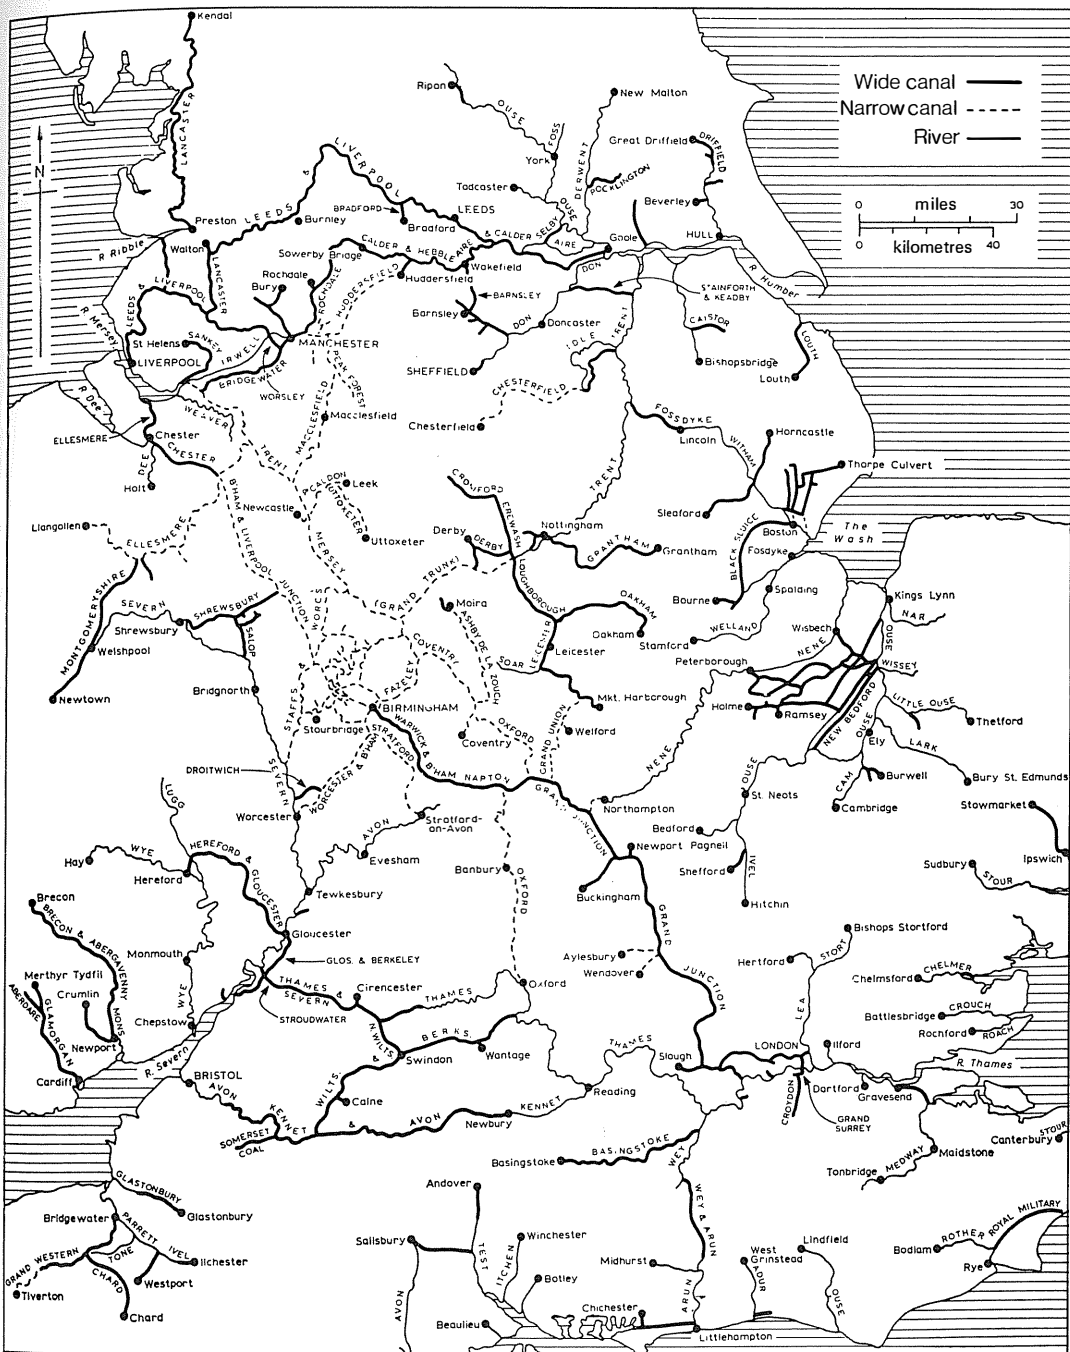 Kendal
LANCASTER
N
Ripon
OUSE
FOSS
York
New Malton
DERWENT
Great Driffield
DRIFFIELD
POCKLINGTON
Tadcaster
Beverley
HULL
Wide canal
Narrow canal
River
0 miles 30
0 kilometres 40
Preston
R Ribble
Walton
LEEDS & LIVERPOOL
Burnley
BRADFORD
Bradford
LEEDS
SELBY
OUSE
AIRE
Goole
Sowerby Bridge
CALDER & HEBBLE
AIRE & CALDER
Wakefield
Huddersfield
HUDDERSFIELD
Rochdale
Bury
ROCHDALE
LEEDS & LIVERPOOL
LANCASTER
R Mersey
St Helens
SANKEY
LIVERPOOL
IRWELL
BRIDGEWATER
MANCHESTER
WORSLEY
BARNSLEY
Barnsley
DON
Doncaster
DON
STAINFORTH
& KEADBY
R Humber
CAISTOR
Bishopsbridge
LOUTH
Louth
IDLE
TRENT
SHEFFIELD
CHESTERFIELD
Chesterfield
PEAK FOREST
MACCLESFIELD
Macclesfield
R Dee
ELLESMERE
Chester
CHESTER
DEE
Holt
WEAVER
TRENT
&
MERSEY
CALDON
UTTOXETER
Leek
Newcastle
Uttoxeter
FOSSDYKE
Lincoln
WITHAM
Horncastle
Thorpe Culvert
Sleaford
Boston
BLACK SLUICE
Fosdyke
The
Wash
Llangollen
ELLESMERE
B'HAM & LIVERPOOL JUNCTION
CROMFORD
EREWASH
Nottingham
TRENT
Derby
DERBY
GRANTHAM
Grantham
(GRAND TRUNK)
LOUGHBOROUGH
OAKHAM
Oakham
Bourne
Spalding
WELLAND
Stamford
Kings Lynn
NAR
Wisbech
NENE
OUSE
WISSEY
Peterborough
Holme
Ramsey
NEW BEDFORD
OUSE
Ely
LITTLE OUSE
Thetford
LARK
Bury St. Edmunds
Burwell
CAM
Cambridge
MONTGOMERYSHIRE
SEVERN
SHREWSBURY
Shrewsbury
Welshpool
Newtown
SALOP
Bridgnorth
STAFFS & WORCS
Moira
ASHBY DE LA ZOUCH
COVENTRY
FAZELEY
SOAR
LEICESTER
Leicester
Mkt. Harborough
Welford
GRAND UNION
BIRMINGHAM
Stourbridge
Coventry
OXFORD
WARWICK & B'HAM
NAPTON
STRATFORD
WORCESTER & B'HAM
DROITWICH
SEVERN
Worcester
AVON
Stratford-
on-Avon
Evesham
Tewkesbury
NENE
Northampton
GRAND JUNCTION
Bedford
St. Neots
OUSE
Newport Pagnell
Shefford
IVEL
Hitchin
Buckingham
Banbury
OXFORD
Stowmarket
Ipswich
Sudbury
STOUR
LUGG
Hay
WYE
HEREFORD & GLOUCESTER
Hereford
Gloucester
Brecon
BRECON & ABERGAVENNY
Monmouth
WYE
GLOS. & BERKELEY
Merthyr Tydfil
Crumlin
ABERDARE
GLAMORGAN
MONS
Newport
Chepstow
Cardiff
R. Severn
STROUDWATER
THAMES &
SEVERN
Cirencester
THAMES
N. WILTS.
Swindon
BERKS
Wantage
Oxford
GRAND JUNCTION
Aylesbury
Wendover
Bishops Stortford
STORT
Hertford
LEA
Chelmsford
CHELMER
CROUCH
Battlesbridge
ROACH
Rochford
LONDON
Ilford
R. Thames
Dartford
Gravesend
CROYDON
GRAND
SURREY
THAMES
Slough
Reading
BRISTOL
AVON
KENNET & AVON
WILTS. &
Calne
SOMERSET
COAL
KENNET
Newbury
BASINGSTOKE
Basingstoke
WEY
WEY & ARUN
Canterbury
STOUR
Maidstone
MEDWAY
Tonbridge
GLASTONBURY
Glastonbury
Bridgewater
PARRETT
GRAND WESTERN
TONE
IVEL
Ilchester
CHARD
Westport
Tiverton
Chard
Andover
Salisbury
TEST
Winchester
ITCHEN
Botley
AVON
Beaulieu
Midhurst
Chichester
ARUN
Littlehampton
West
Grinstead
ADUR
Lindfield
OUSE
Bodiam
ROTHER
ROYAL MILITARY
Rye